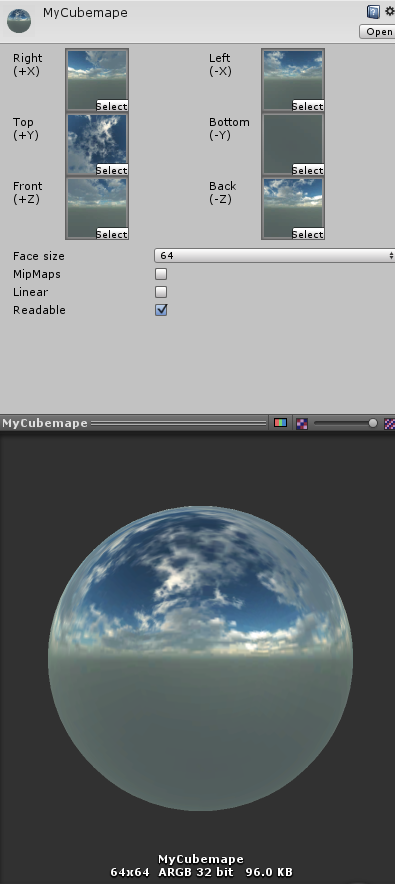 MyCubemape
Open
Right
(+X)
Select
Left
(-X)
Select
Top
(+Y)
Select
Bottom
(-Y)
Select
Front
(+Z)
Select
Back
(-Z)
Select
Face size 64
MipMaps
Linear
Readable
MyCubemape
MyCubemape
64x64 ARGB 32 bit 96.0 KB